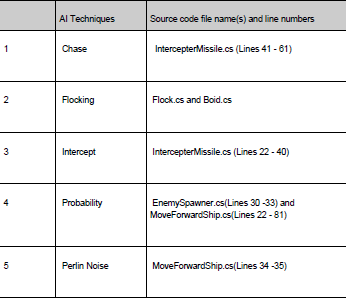 AI Techniques Source code file name(s) and line numbers
1 Chase IntercepterMissile.cs (Lines 41 - 61)
2 Flocking Flock.cs and Boid.cs
3 Intercept IntercepterMissile.cs (Lines 22 - 40)
4 Probability EnemySpawner.cs(Lines 30 -33) and
MoveForwardShip.cs(Lines 22 - 81)
5 Perlin Noise MoveForwardShip.cs(Lines 34 -35)